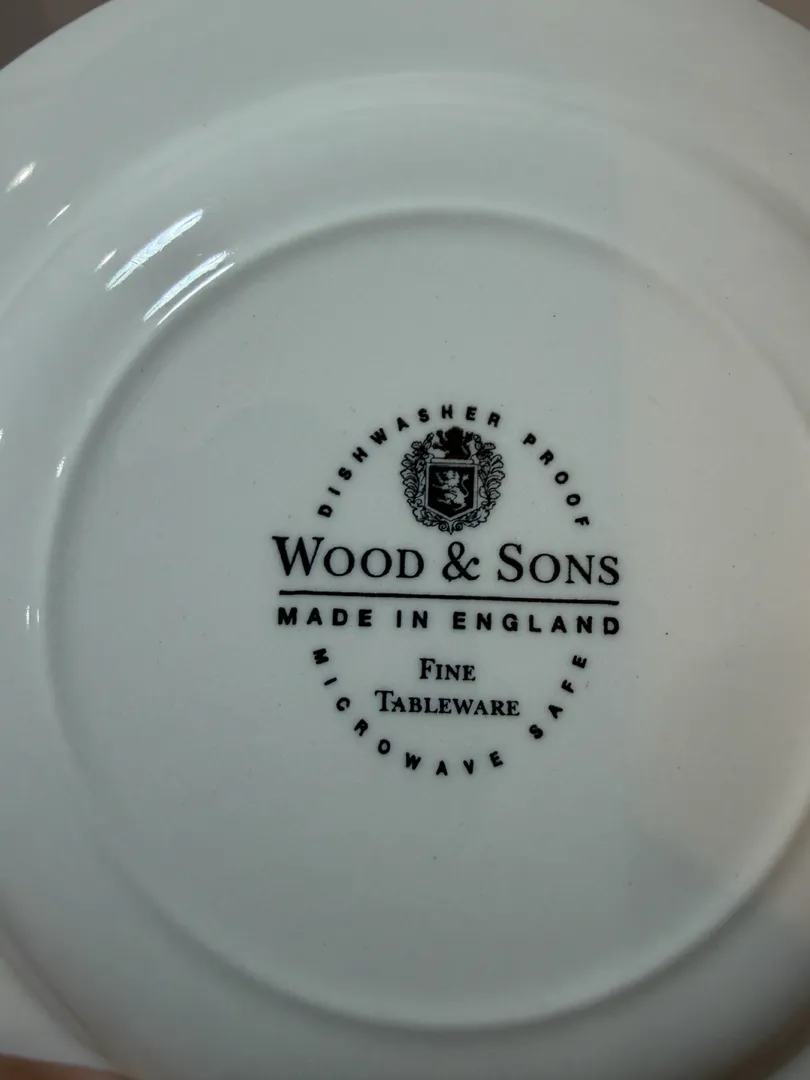 DISHWASHER PROOF
WOOD & SONS
MADE IN ENGLAND
FINE
TABLEWARE
MICROWAVE SAFE